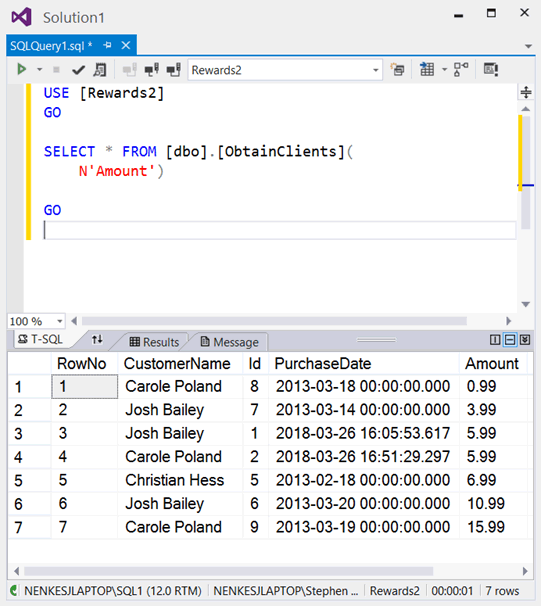 Solution1
SQLQuery1.sql *
Rewards2
USE [Rewards2]
GO
SELECT * FROM [dbo].[ObtainClients](
N'Amount')
GO
100 %
T-SQL Results Message
RowNo CustomerName Id PurchaseDate Amount
1 1 Carole Poland 8 2013-03-18 00:00:00.000 0.99
2 2 Josh Bailey 7 2013-03-14 00:00:00.000 3.99
3 3 Josh Bailey 1 2018-03-26 16:05:53.617 5.99
4 4 Carole Poland 2 2018-03-26 16:51:29.297 5.99
5 5 Christian Hess 5 2013-02-18 00:00:00.000 6.99
6 6 Josh Bailey 6 2013-03-20 00:00:00.000 10.99
7 7 Carole Poland 9 2013-03-19 00:00:00.000 15.99
NENKESJLAPTOP\SQL1 (12.0 RTM) NENKESJLAPTOP\Stephen ... Rewards2 00:00:01 7 rows